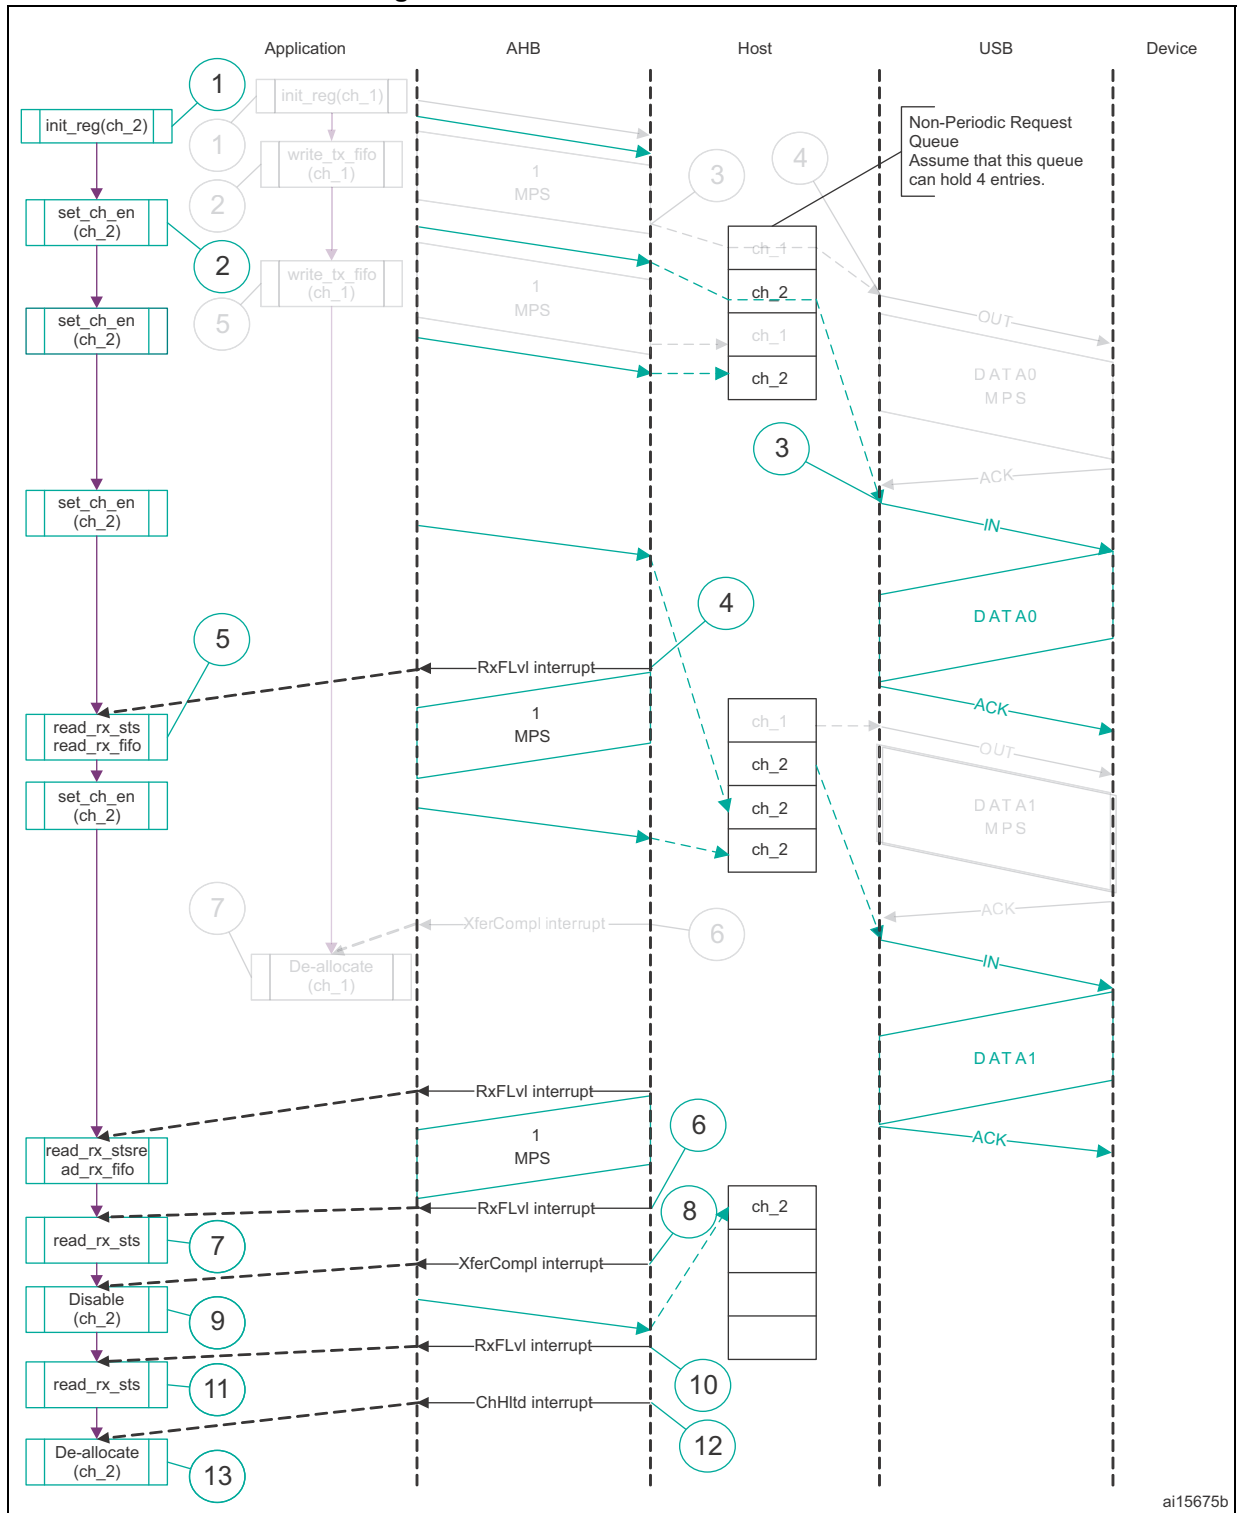 Application
AHB
Host
USB
Device
1
init_reg(ch_2)
init_reg(ch_1)
1
write_tx_fifo
(ch_1)
2
1
MPS
3
4
Non-Periodic Request
Queue
Assume that this queue
can hold 4 entries.
set_ch_en
(ch_2)
2
write_tx_fifo
(ch_1)
5
1
MPS
ch_1
ch_2
ch_1
ch_2
set_ch_en
(ch_2)
OUT
DATA0
MPS
ACK
3
set_ch_en
(ch_2)
IN
DATA0
4
5
RxFLvl interrupt
1
MPS
read_rx_sts
read_rx_fifo
ACK
ch_1
ch_2
ch_2
ch_2
OUT
DATA1
MPS
set_ch_en
(ch_2)
ACK
7
XferCompl interrupt
6
De-allocate
(ch_1)
IN
DATA1
RxFLvl interrupt
1
MPS
6
ACK
read_rx_stsre
ad_rx_fifo
RxFLvl interrupt
8
ch_2
read_rx_sts
7
XferCompl interrupt
Disable
(ch_2)
9
RxFLvl interrupt
10
read_rx_sts
11
ChHltd interrupt
12
De-allocate
(ch_2)
13
ai15675b